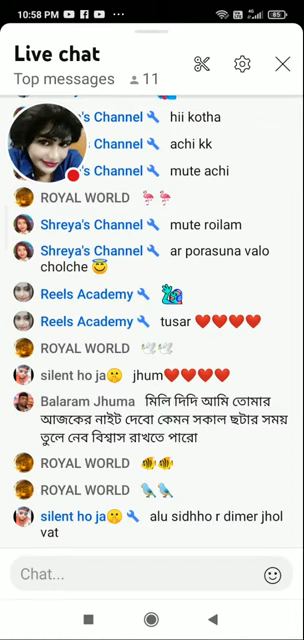 10:58 PM
4G
85
Live chat
Top messages 11
's Channel hii kotha
Channel achi kk
's Channel mute achi
ROYAL WORLD 🦩🦩
Shreya's Channel mute roilam
Shreya's Channel ar porasuna valo
cholche 😇
Reels Academy
Reels Academy tusar ❤️❤️❤️❤️
ROYAL WORLD 🕊️🕊️
silent ho ja🤫 jhum❤️❤️❤️❤️
Balaram Jhuma মিলি দিদি আমি তোমার
আজকের নাইট দেবো কেমন সকাল ছটার সময়
তুলে নেব বিশ্বাস রাখতে পারো
ROYAL WORLD 🐠🐠
ROYAL WORLD 🐦🐦
silent ho ja🤫 alu sidhho r dimer jhol
vat
Chat...